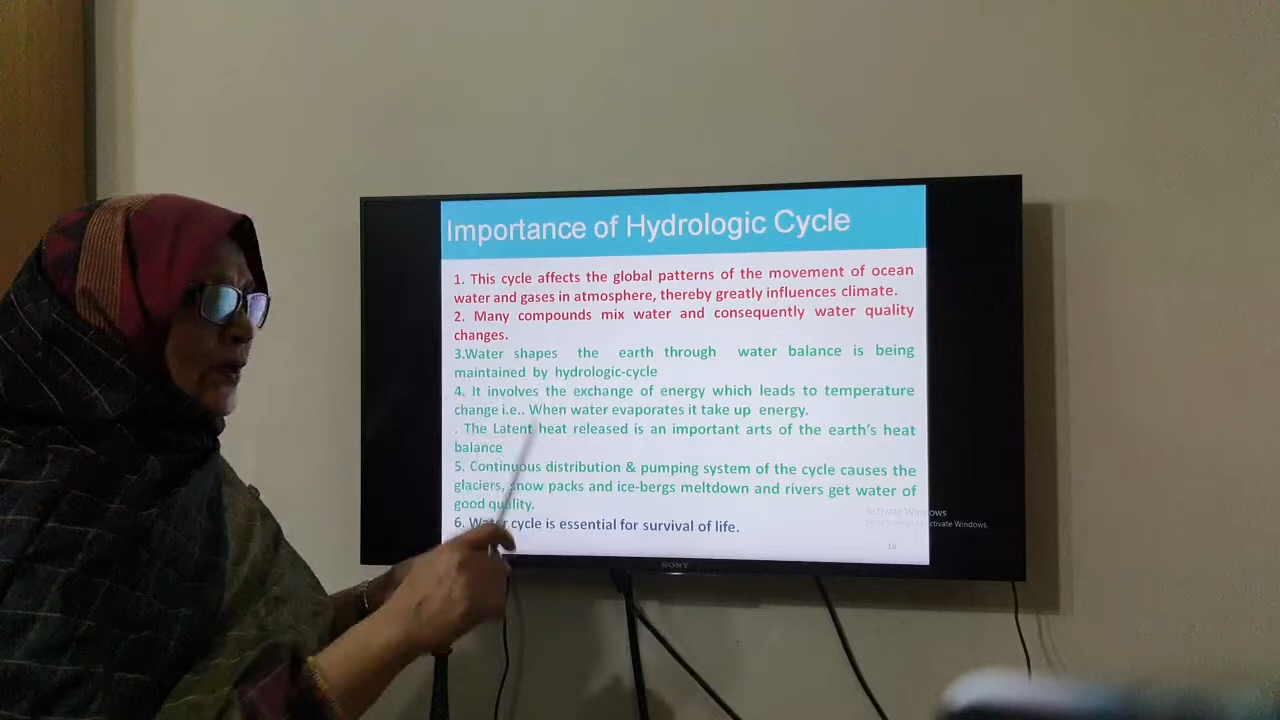 Importance of Hydrologic Cycle
1. This cycle affects the global patterns of the movement of ocean
water and gases in atmosphere, thereby greatly influences climate.
2. Many compounds mix water and consequently water quality
changes.
3.Water shapes the earth through water balance is being
maintained by hydrologic-cycle
4. It involves the exchange of energy which leads to temperature
change i.e.. When water evaporates it take up energy.
. The Latent heat released is an important arts of the earth's heat
balance
5. Continuous distribution & pumping system of the cycle causes the
glaciers, snow packs and ice-bergs meltdown and rivers get water of
good quality.
6. Water cycle is essential for survival of life.
Activate Windows
Activate Windows.
18
SONY